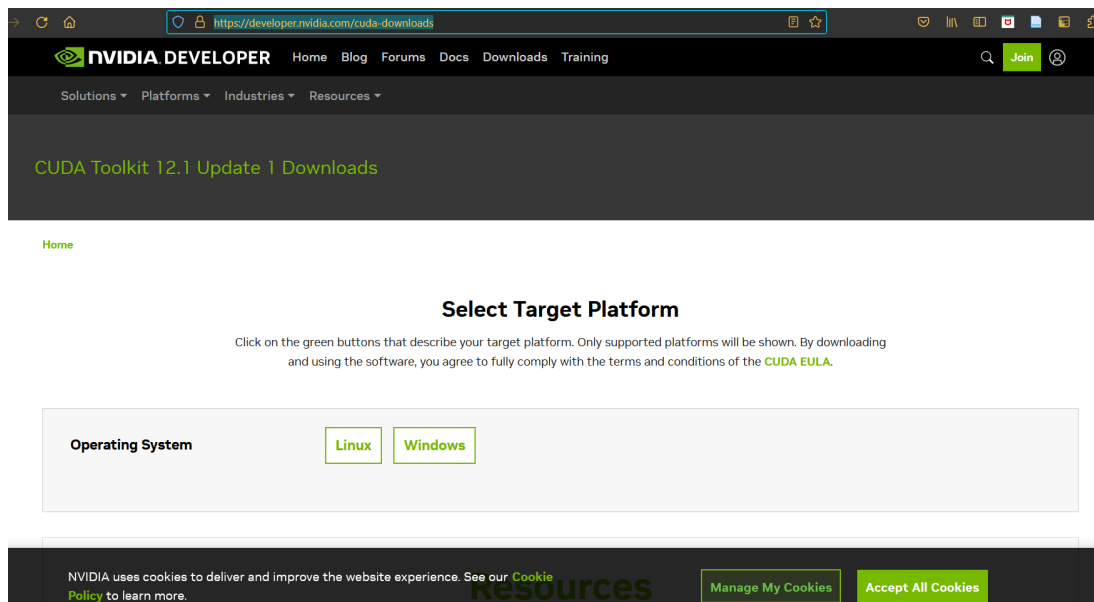 https://developer.nvidia.com/cuda-downloads
NVIDIA. DEVELOPER Home Blog Forums Docs Downloads Training Join
Solutions Platforms Industries Resources
CUDA Toolkit 12.1 Update 1 Downloads
Home
Select Target Platform
Click on the green buttons that describe your target platform. Only supported platforms will be shown. By downloading
and using the software, you agree to fully comply with the terms and conditions of the CUDA EULA.
Operating System Linux Windows
Resources
NVIDIA uses cookies to deliver and improve the website experience. See our Cookie
Policy to learn more.
Manage My Cookies Accept All Cookies